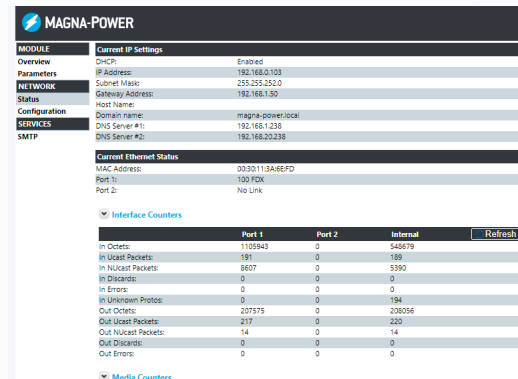 MAGNA-POWER
MODULE
Overview
Parameters
NETWORK
Status
Configuration
SERVICES
SMTP
Current IP Settings
DHCP: Enabled
IP Address: 192.168.0.103
Subnet Mask: 255.255.252.0
Gateway Address: 192.168.1.50
Host Name:
Domain name: magna-power.local
DNS Server #1: 192.168.1.238
DNS Server #2: 192.168.20.238
Current Ethernet Status
MAC Address: 00:30:11:3A:6E:FD
Port 1: 100 FDX
Port 2: No Link
Interface Counters
Port 1 Port 2 Internal Refresh
In Octets: 1105943 0 548679
In Ucast Packets: 191 0 189
In NUcast Packets: 8607 0 5390
In Discards: 0 0 0
In Errors: 0 0 0
In Unknown Protos: 0 0 194
Out Octets: 207575 0 208056
Out Ucast Packets: 217 0 220
Out NUcast Packets: 14 0 14
Out Discards: 0 0 0
Out Errors: 0 0 0
Media Counters